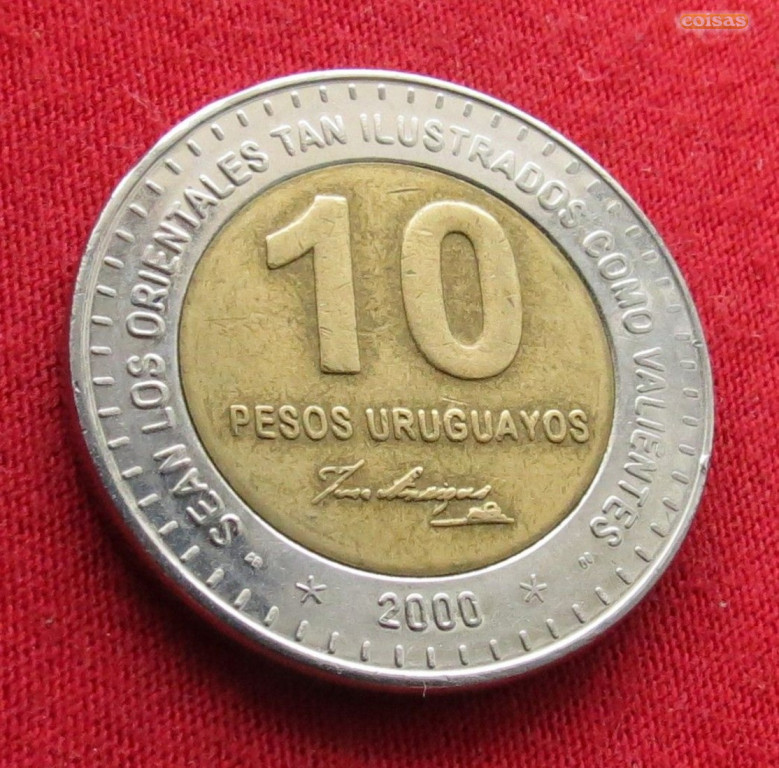 coisas
SEAN LOS ORIENTALES TAN ILUSTRADOS COMO VALIENTES
10
PESOS URUGUAYOS
2000